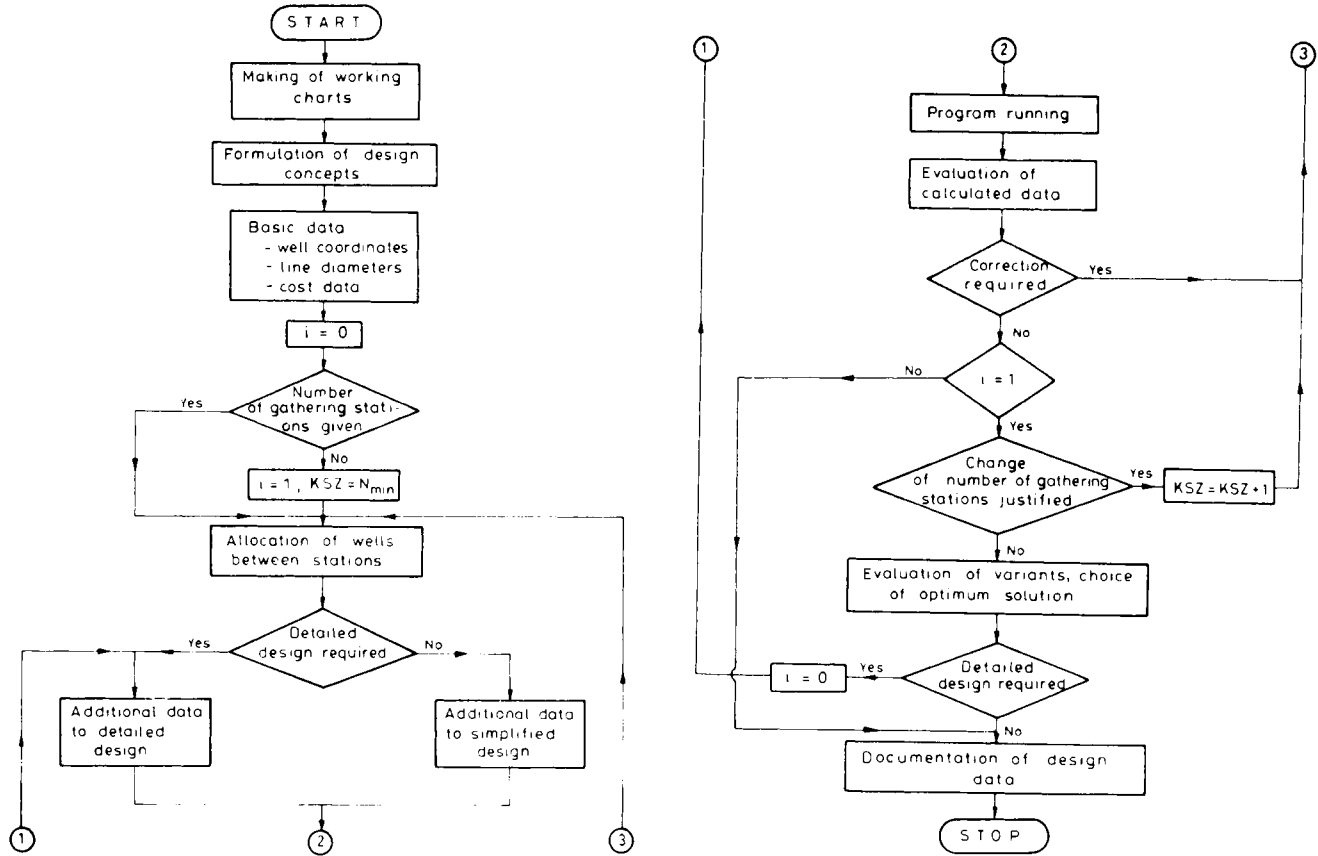 START
Making of working
charts
Formulation of design
concepts
Basic data
- well coordinates
- line diameters
- cost data
i = 0
Number
of gathering stati-
ons given
Yes
No
i=1, KSZ=Nmin
Allocation of wells
between stations
Detailed
design required
Yes
No
Additional data
to detailed
design
Additional data
to simplified
design
1
2
3
1
2
3
Program running
Evaluation of
calculated data
Correction
required
Yes
No
ı = 1
No
Yes
Change
of number of gathering
stations justified
Yes
KSZ=KSZ+1
No
Evaluation of variants, choice
of optimum solution
Detailed
design required
Yes
ı = 0
No
Documentation of design
data
STOP